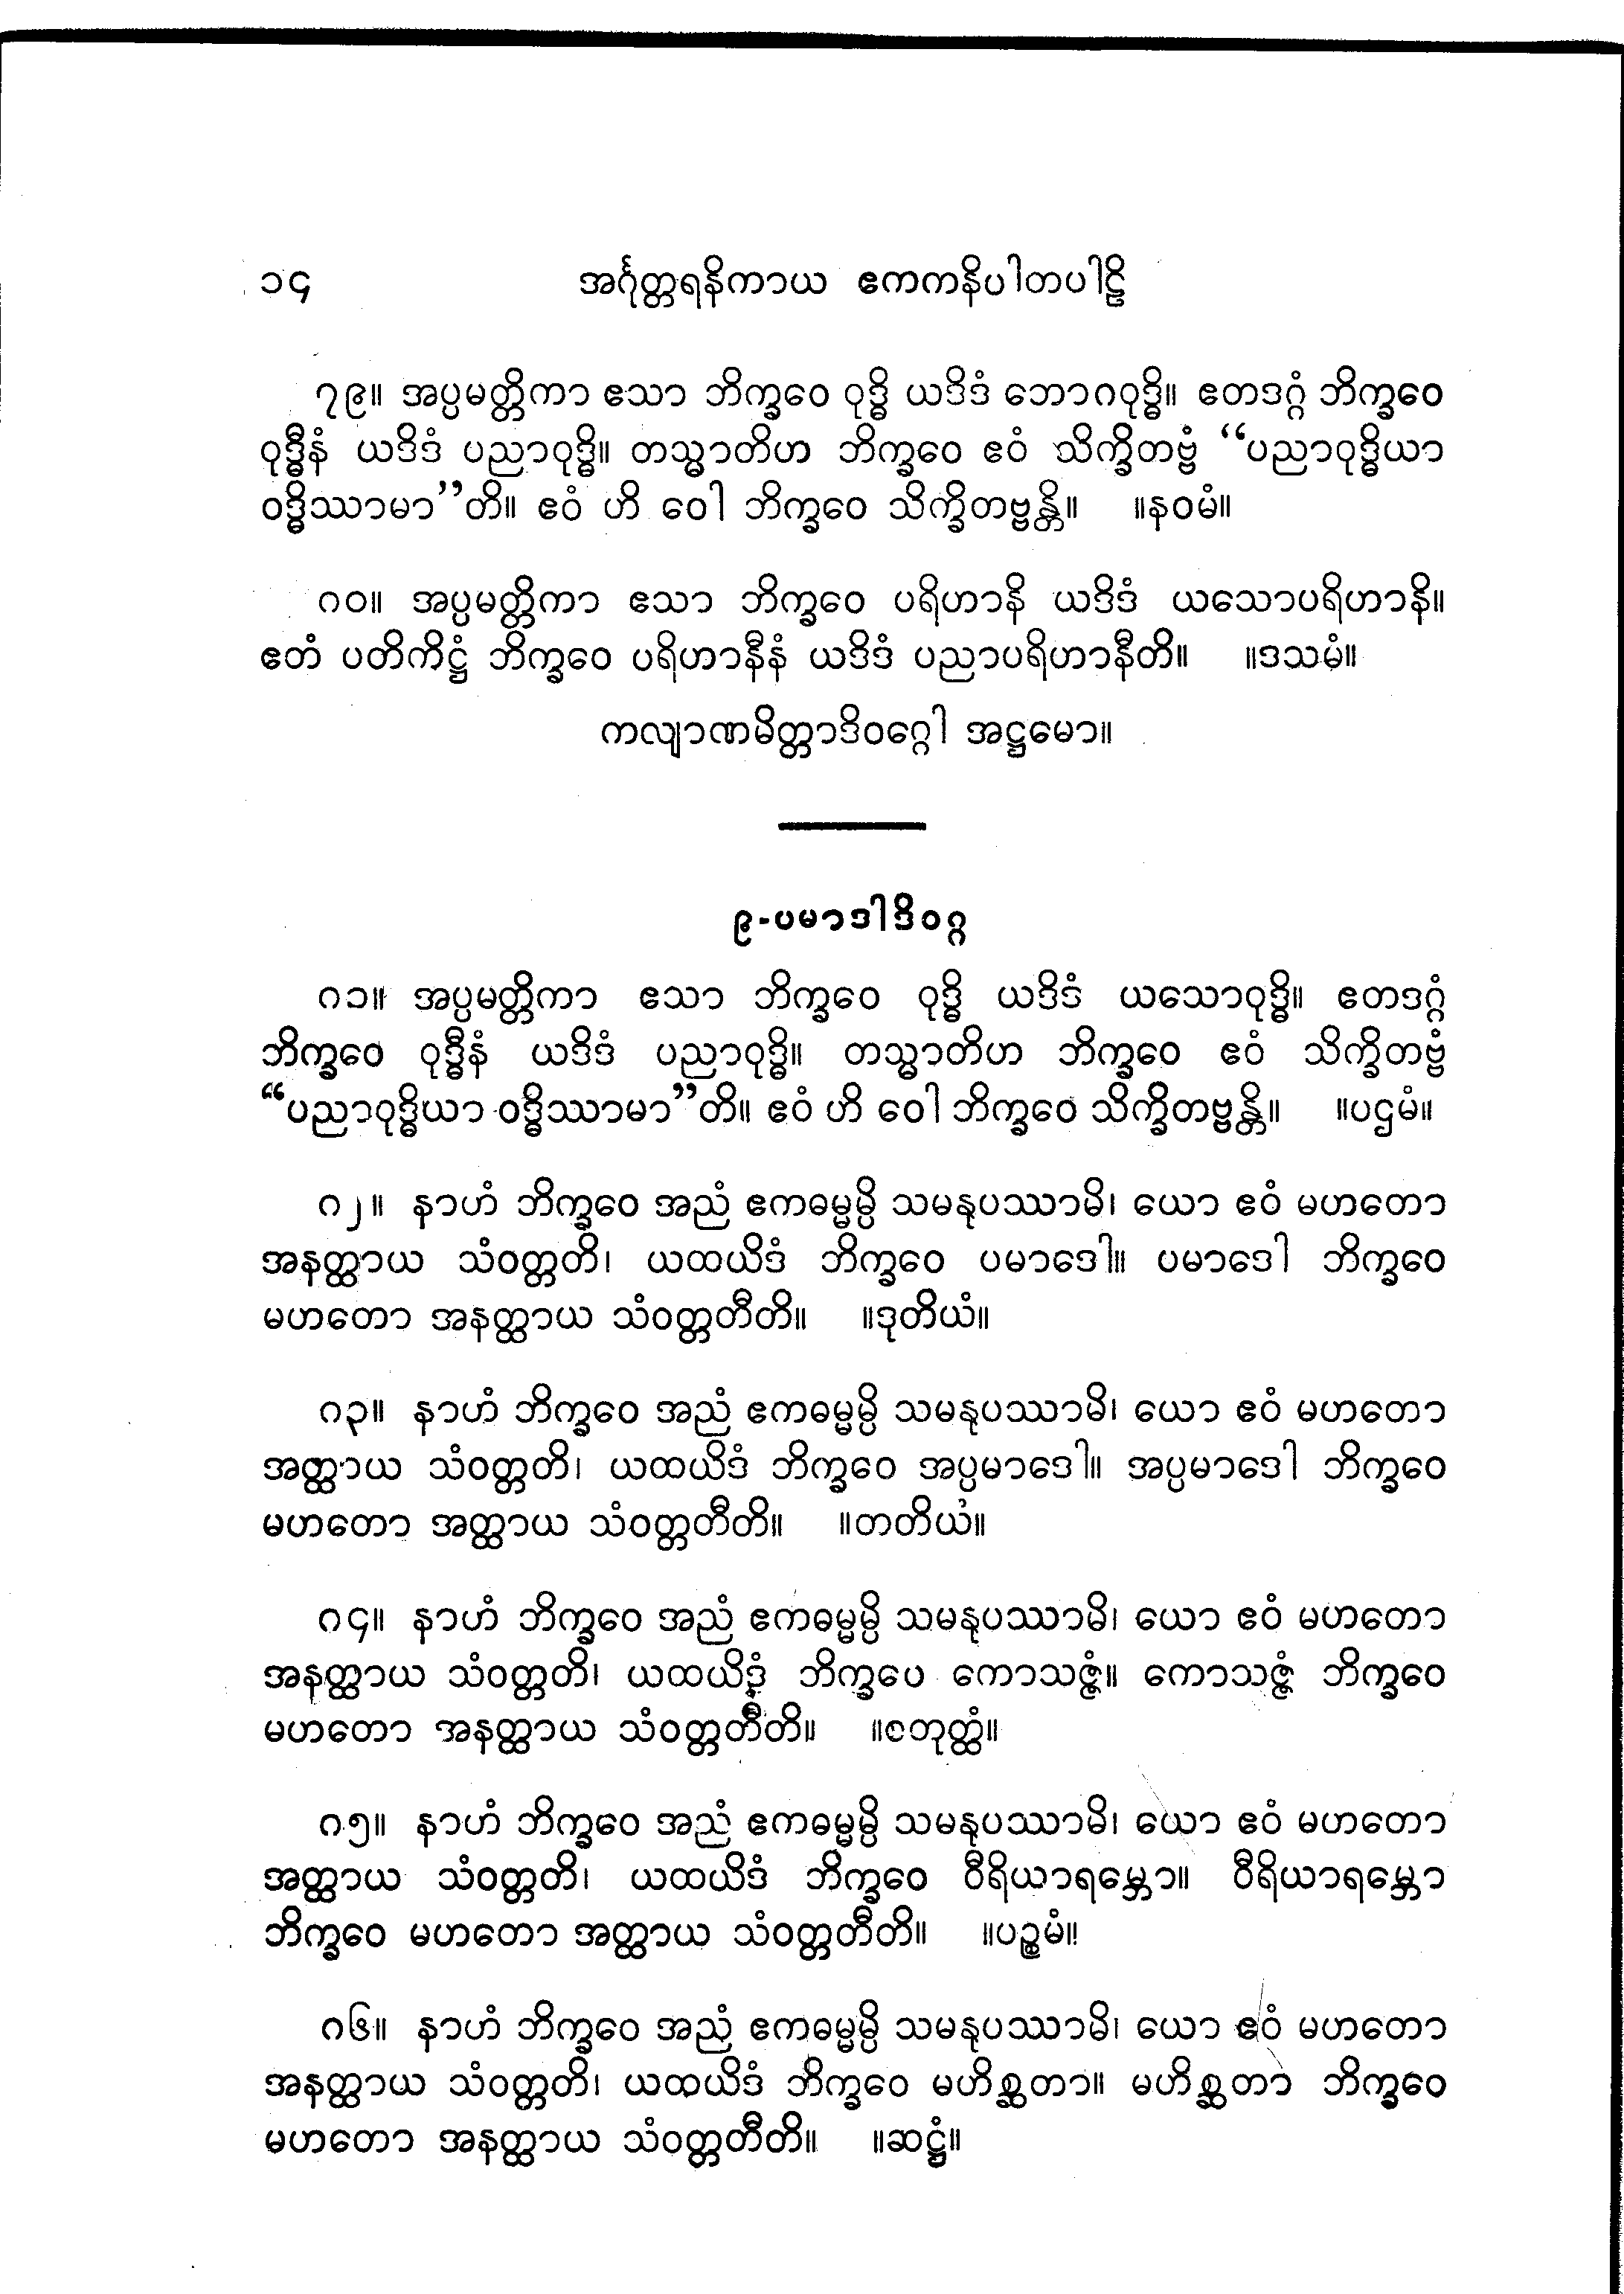 ၁၄ အင်္ဂုတ္တရနိကာယ ဧကကနိပါတပါဠိ
၇၉။ အပ္ပမတ္တိကာ ဧသာ ဘိက္ခဝေ ဝုဒ္ဓိ ယဒိဒံ ဘောဂဝုဒ္ဓိ။ ဧတဒဂ္ဂံ ဘိက္ခဝေ
ဝုဒ္ဓီနံ ယဒိဒံ ပညာဝုဒ္ဓိ။ တသ္မာတိဟ ဘိက္ခဝေ ဧဝံ သိက္ခိတဗ္ဗံ “ပညာဝုဒ္ဓိယာ
ဝဒ္ဓိဿာမာ”တိ။ ဧဝံ ဟိ ဝေါ ဘိက္ခဝေ သိက္ခိတဗ္ဗန္တိ။ ။နဝမံ။
၈၀။ အပ္ပမတ္တိကာ ဧသာ ဘိက္ခဝေ ပရိဟာနိ ယဒိဒံ ယသောပရိဟာနိ။
ဧတံ ပတိကိဋ္ဌံ ဘိက္ခဝေ ပရိဟာနီနံ ယဒိဒံ ပညာပရိဟာနီတိ။ ။ဒသမံ။
ကလျာဏမိတ္တာဒိဝဂ္ဂေါ အဋ္ဌမော။
၉-ပမာဒါဒိဝဂ္ဂ
၈၁။ အပ္ပမတ္တိကာ ဧသာ ဘိက္ခဝေ ဝုဒ္ဓိ ယဒိဒံ ယသောဝုဒ္ဓိ။ ဧတဒဂ္ဂံ
ဘိက္ခဝေ ဝုဒ္ဓီနံ ယဒိဒံ ပညာဝုဒ္ဓိ။ တသ္မာတိဟ ဘိက္ခဝေ ဧဝံ သိက္ခိတဗ္ဗံ
“ပညာဝုဒ္ဓိယာ ဝဒ္ဓိဿာမာ”တိ။ ဧဝံ ဟိ ဝေါ ဘိက္ခဝေ သိက္ခိတဗ္ဗန္တိ။ ။ပဌမံ။
၈၂။ နာဟံ ဘိက္ခဝေ အညံ ဧကဓမ္မမ္ပိ သမနုပဿာမိ၊ ယော ဧဝံ မဟတော
အနတ္ထာယ သံဝတ္တတိ၊ ယထယိဒံ ဘိက္ခဝေ ပမာဒေါ။ ပမာဒေါ ဘိက္ခဝေ
မဟတော အနတ္ထာယ သံဝတ္တတီတိ။ ။ဒုတိယံ။
၈၃။ နာဟံ ဘိက္ခဝေ အညံ ဧကဓမ္မမ္ပိ သမနုပဿာမိ၊ ယော ဧဝံ မဟတော
အတ္ထာယ သံဝတ္တတိ၊ ယထယိဒံ ဘိက္ခဝေ အပ္ပမာဒေါ။ အပ္ပမာဒေါ ဘိက္ခဝေ
မဟတော အတ္ထာယ သံဝတ္တတီတိ။ ။တတိယံ။
၈၄။ နာဟံ ဘိက္ခဝေ အညံ ဧကဓမ္မမ္ပိ သမနုပဿာမိ၊ ယော ဧဝံ မဟတော
အနတ္ထာယ သံဝတ္တတိ၊ ယထယိဒံ ဘိက္ခပေ ကောသဇ္ဇံ။ ကောသဇ္ဇံ ဘိက္ခဝေ
မဟတော အနတ္ထာယ သံဝတ္တတီတိ။ ။စတုတ္ထံ။
၈၅။ နာဟံ ဘိက္ခဝေ အညံ ဧကဓမ္မမ္ပိ သမနုပဿာမိ၊ ယော ဧဝံ မဟတော
အတ္ထာယ သံဝတ္တတိ၊ ယထယိဒံ ဘိက္ခဝေ ဝီရိယာရမ္ဘော။ ဝီရိယာရမ္ဘော
ဘိက္ခဝေ မဟတော အတ္ထာယ သံဝတ္တတီတိ။ ။ပဉ္စမံ။
၈၆။ နာဟံ ဘိက္ခဝေ အညံ ဧကဓမ္မမ္ပိ သမနုပဿာမိ၊ ယော ဧဝံ မဟတော
အနတ္ထာယ သံဝတ္တတိ၊ ယထယိဒံ ဘိက္ခဝေ မဟိစ္ဆတာ။ မဟိစ္ဆတာ ဘိက္ခဝေ
မဟတော အနတ္ထာယ သံဝတ္တတီတိ။ ။ဆဋ္ဌံ။